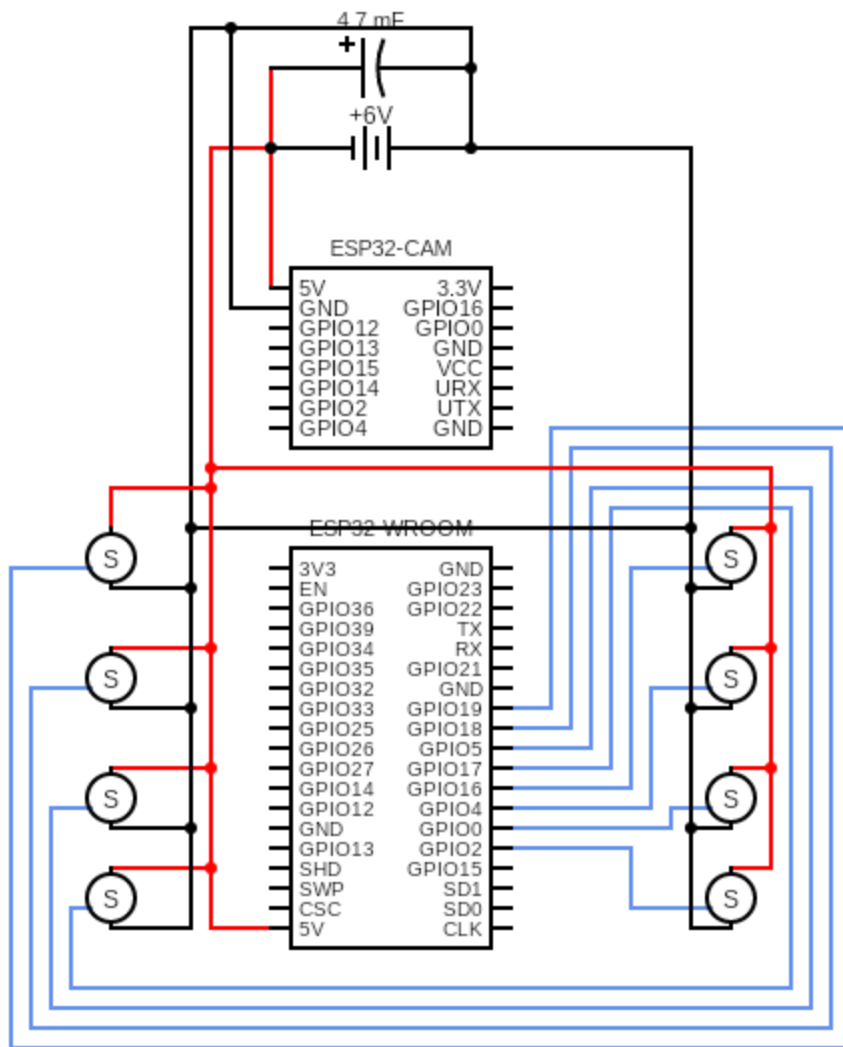 4.7 mF
+
+6V
ESP32-CAM
5V 3.3V
GND GPIO16
GPIO12 GPIO0
GPIO13 GND
GPIO15 VCC
GPIO14 URX
GPIO2 UTX
GPIO4 GND
ESP32-WROOM
S S
3V3 GND
EN GPIO23
GPIO36 GPIO22
GPIO39 TX
GPIO34 RX
GPIO35 GPIO21
S S
GPIO32 GND
GPIO33 GPIO19
GPIO25 GPIO18
GPIO26 GPIO5
GPIO27 GPIO17
GPIO14 GPIO16
S S
GPIO12 GPIO4
GND GPIO0
GPIO13 GPIO2
SHD GPIO15
SWP SD1
S S
CSC SD0
5V CLK